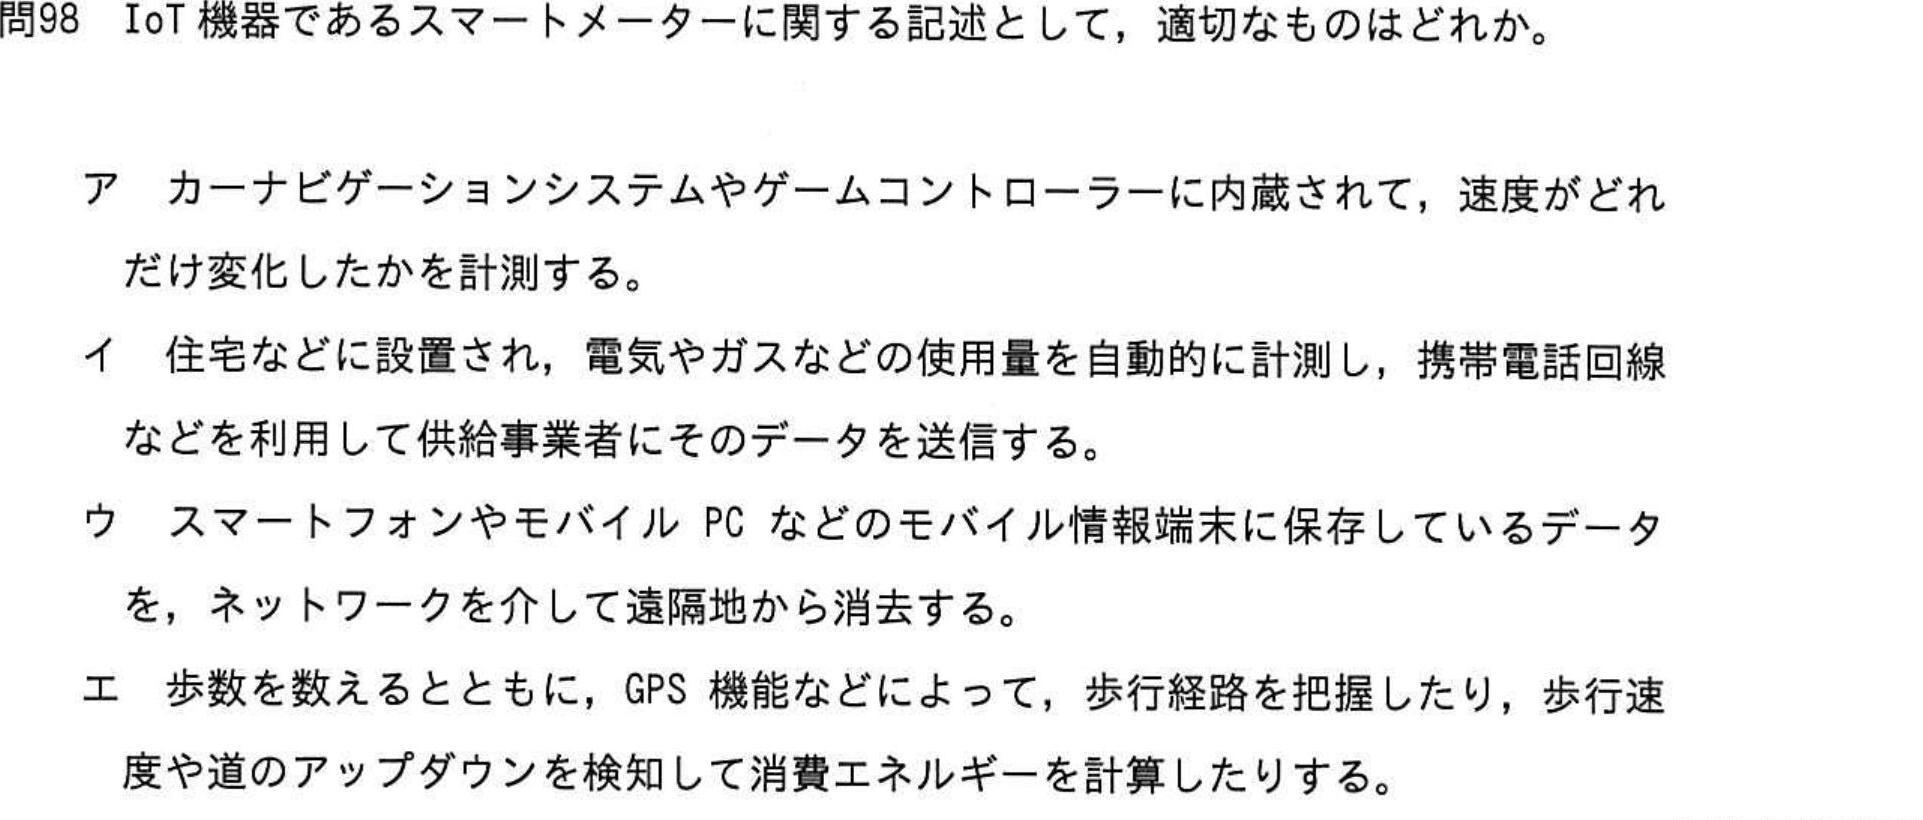 問98　IoT機器であるスマートメーターに関する記述として，適切なものはどれか。
ア　カーナビゲーションシステムやゲームコントローラーに内蔵されて，速度がどれ
だけ変化したかを計測する。
イ　住宅などに設置され，電気やガスなどの使用量を自動的に計測し，携帯電話回線
などを利用して供給事業者にそのデータを送信する。
ウ　スマートフォンやモバイル PC などのモバイル情報端末に保存しているデータ
を，ネットワークを介して遠隔地から消去する。
エ　歩数を数えるとともに，GPS 機能などによって，歩行経路を把握したり，歩行速
度や道のアップダウンを検知して消費エネルギーを計算したりする。